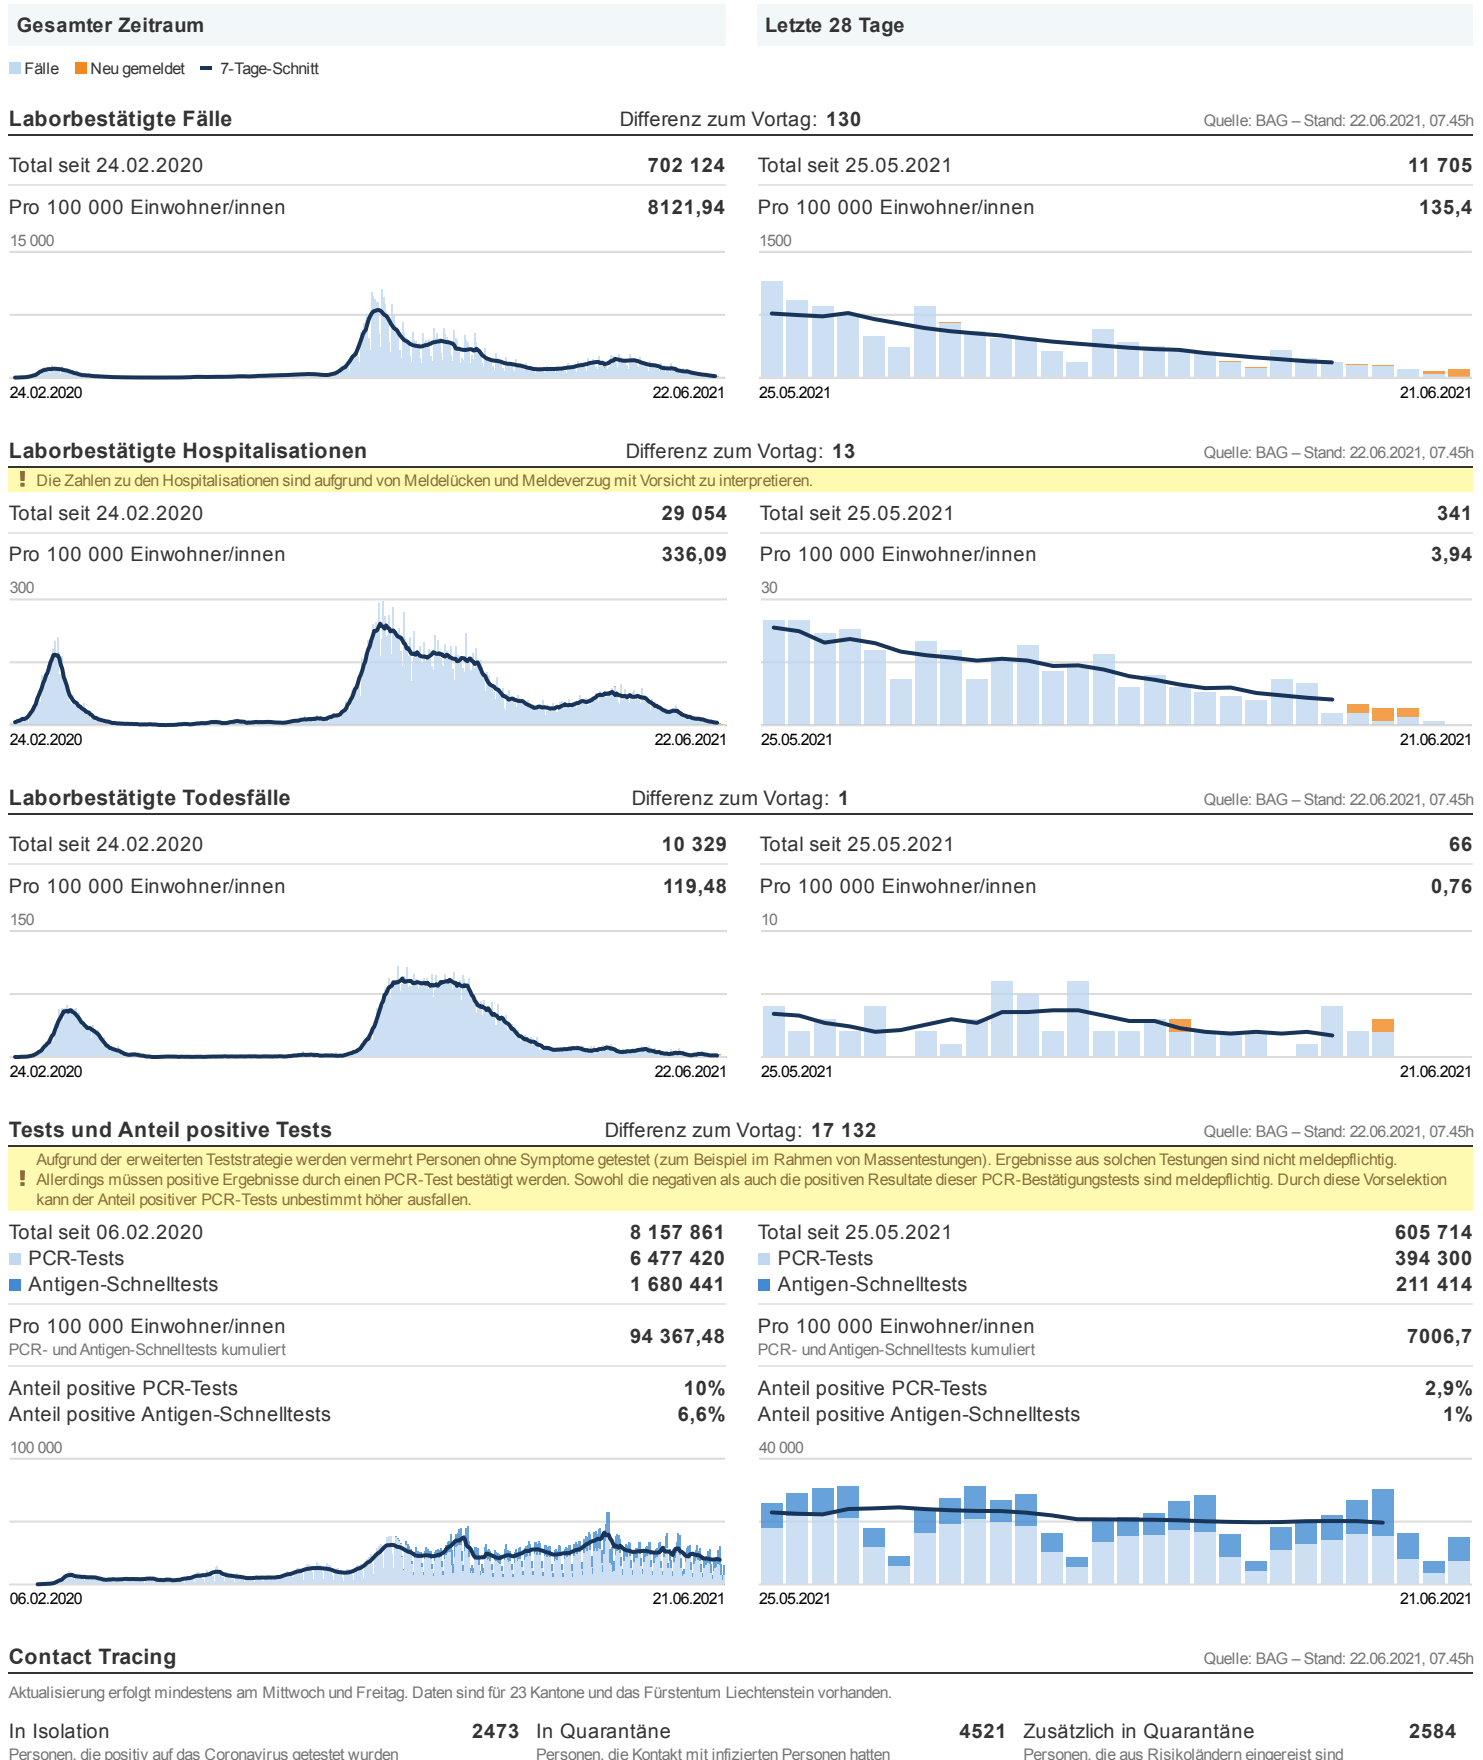 Gesamter Zeitraum
Letzte 28 Tage
Fälle Neu gemeldet 7-Tage-Schnitt
Laborbestätigte Fälle Differenz zum Vortag: 130 Quelle: BAG – Stand: 22.06.2021, 07.45h
Total seit 24.02.2020 702 124
Total seit 25.05.2021 11 705
Pro 100 000 Einwohner/innen 8121,94
Pro 100 000 Einwohner/innen 135,4
15 000
1500
24.02.2020 22.06.2021
25.05.2021 21.06.2021
Laborbestätigte Hospitalisationen Differenz zum Vortag: 13 Quelle: BAG – Stand: 22.06.2021, 07.45h
! Die Zahlen zu den Hospitalisationen sind aufgrund von Meldelücken und Meldeverzug mit Vorsicht zu interpretieren.
Total seit 24.02.2020 29 054
Total seit 25.05.2021 341
Pro 100 000 Einwohner/innen 336,09
Pro 100 000 Einwohner/innen 3,94
300
30
24.02.2020 22.06.2021
25.05.2021 21.06.2021
Laborbestätigte Todesfälle Differenz zum Vortag: 1 Quelle: BAG – Stand: 22.06.2021, 07.45h
Total seit 24.02.2020 10 329
Total seit 25.05.2021 66
Pro 100 000 Einwohner/innen 119,48
Pro 100 000 Einwohner/innen 0,76
150
10
24.02.2020 22.06.2021
25.05.2021 21.06.2021
Tests und Anteil positive Tests Differenz zum Vortag: 17 132 Quelle: BAG – Stand: 22.06.2021, 07.45h
Aufgrund der erweiterten Teststrategie werden vermehrt Personen ohne Symptome getestet (zum Beispiel im Rahmen von Massentestungen). Ergebnisse aus solchen Testungen sind nicht meldepflichtig.
! Allerdings müssen positive Ergebnisse durch einen PCR-Test bestätigt werden. Sowohl die negativen als auch die positiven Resultate dieser PCR-Bestätigungstests sind meldepflichtig. Durch diese Vorselektion
kann der Anteil positiver PCR-Tests unbestimmt höher ausfallen.
Total seit 06.02.2020 8 157 861
Total seit 25.05.2021 605 714
PCR-Tests 6 477 420
PCR-Tests 394 300
Antigen-Schnelltests 1 680 441
Antigen-Schnelltests 211 414
Pro 100 000 Einwohner/innen 94 367,48
PCR- und Antigen-Schnelltests kumuliert
Pro 100 000 Einwohner/innen 7006,7
PCR- und Antigen-Schnelltests kumuliert
Anteil positive PCR-Tests 10%
Anteil positive PCR-Tests 2,9%
Anteil positive Antigen-Schnelltests 6,6%
Anteil positive Antigen-Schnelltests 1%
100 000
40 000
06.02.2020 21.06.2021
25.05.2021 21.06.2021
Contact Tracing Quelle: BAG – Stand: 22.06.2021, 07.45h
Aktualisierung erfolgt mindestens am Mittwoch und Freitag. Daten sind für 23 Kantone und das Fürstentum Liechtenstein vorhanden.
In Isolation 2473 In Quarantäne 4521 Zusätzlich in Quarantäne 2584
Personen, die positiv auf das Coronavirus getestet wurden Personen, die Kontakt mit infizierten Personen hatten Personen, die aus Risikoländern eingereist sind